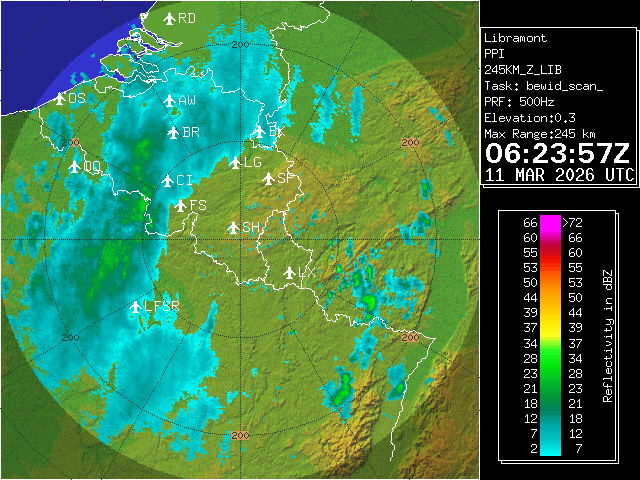 RD
200
OS
AW
BR
BK
200
200
OO
LG
CI
SP
FS
SH
LX
LFSR
200
200
200
Libramont
PPI
245KM_Z_LIB
Task: bewid_scan_
PRF: 500Hz
Elevation:0.3
Max Range:245 km
06:23:57Z
11 MAR 2026 UTC
66 >72
60 66
55 60
53 55
50 53
44 50
39 44
37 39
34 37
28 34
23 28
21 23
18 21
12 18
7 12
2 7
Reflectivity in dBZ